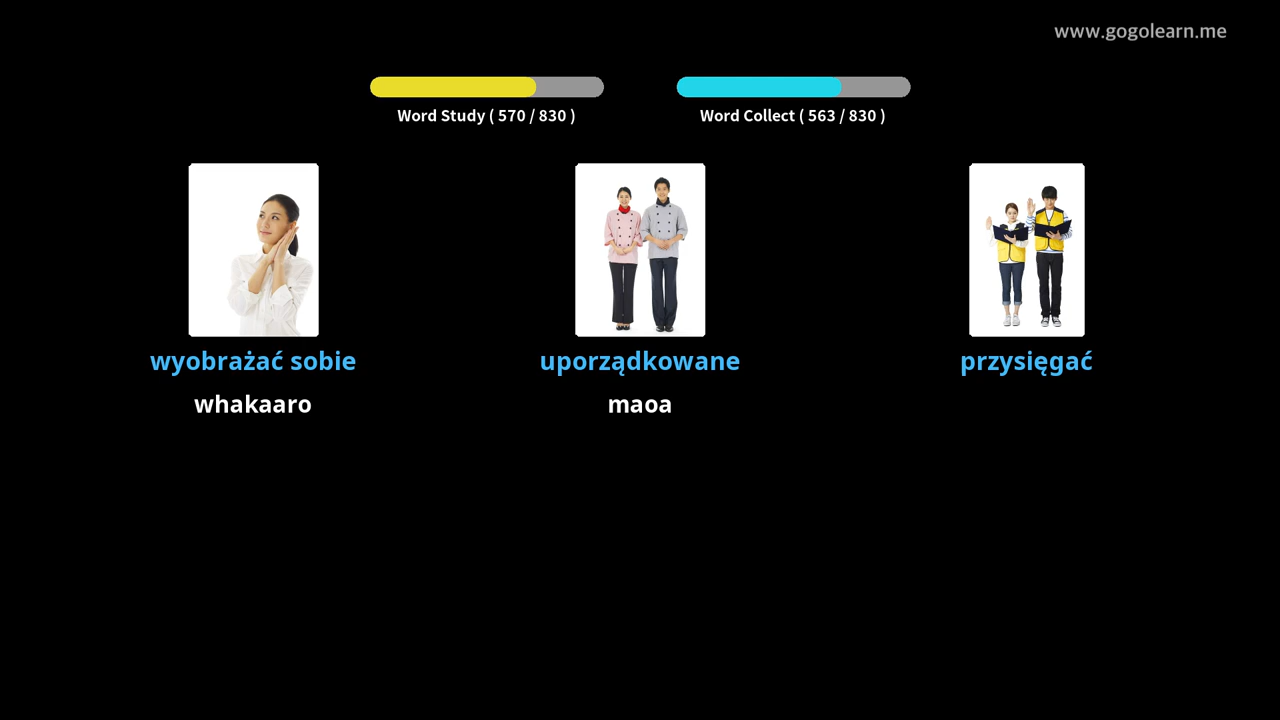 www.gogolearn.me
Word Study ( 570 / 830 )
Word Collect ( 563 / 830 )
wyobrażać sobie
uporządkowane
przysięgać
whakaaro
maoa